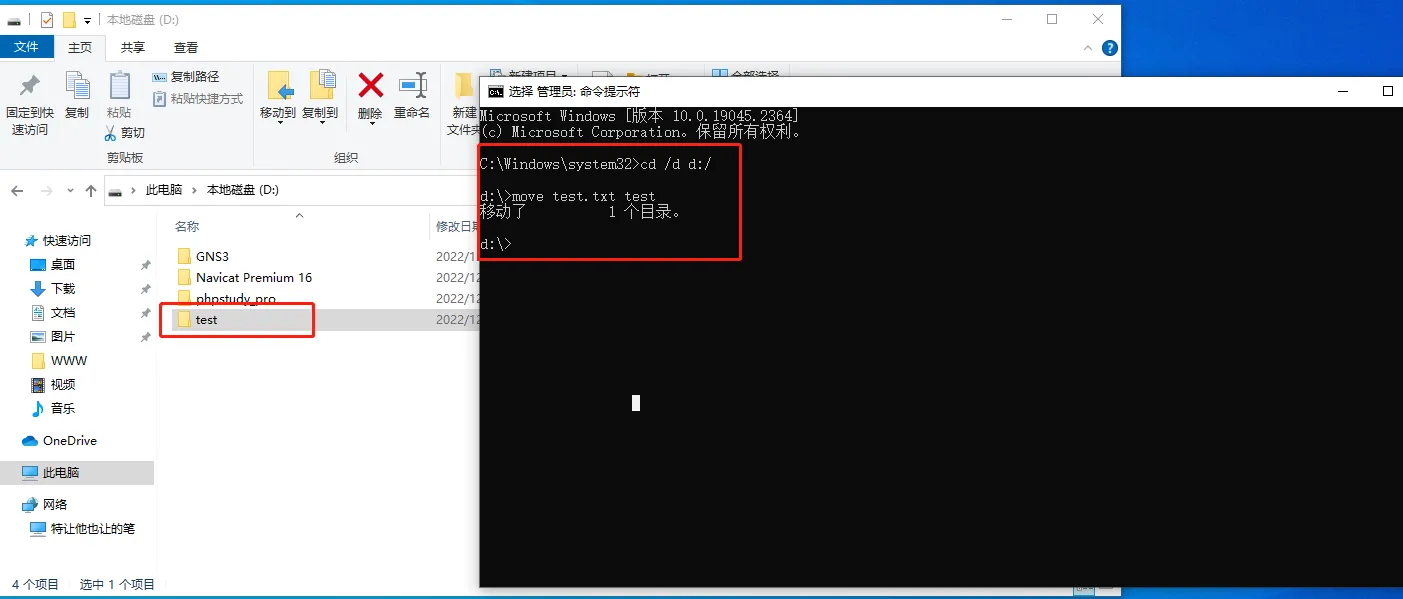 本地磁盘 (D:)
文件 主页 共享 查看
固定到快速访问
复制
粘贴
复制路径
粘贴快捷方式
剪切
剪贴板
移动到
复制到
删除
重命名
组织
新建
文件夹
新建项目
打开
全部选择
此电脑 本地磁盘 (D:)
名称
修改日期
GNS3
2022/1
Navicat Premium 16
2022/12
phpstudy_pro
2022/12
test
2022/12
快速访问
桌面
下载
文档
图片
WWW
视频
音乐
OneDrive
此电脑
网络
特让他也让的笔
4 个项目 选中 1 个项目
选择 管理员: 命令提示符
Microsoft Windows [版本 10.0.19045.2364]
(c) Microsoft Corporation。保留所有权利。
C:\Windows\system32>cd /d d:/
d:\>move test.txt test
移动了 1 个目录。
d:\>